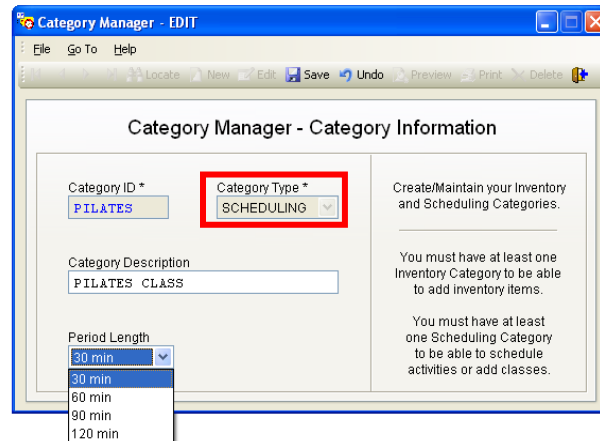 Category Manager - EDIT
File Go To Help
Locate New Edit Save Undo Preview Print Delete
Category Manager - Category Information
Category ID *
PILATES
Category Type *
SCHEDULING
Category Description
PILATES CLASS
Period Length
30 min
30 min
60 min
90 min
120 min
Create/Maintain your Inventory
and Scheduling Categories.
You must have at least one
Inventory Category to be able
to add inventory items.
You must have at least
one Scheduling Category
to be able to schedule
activities or add classes.